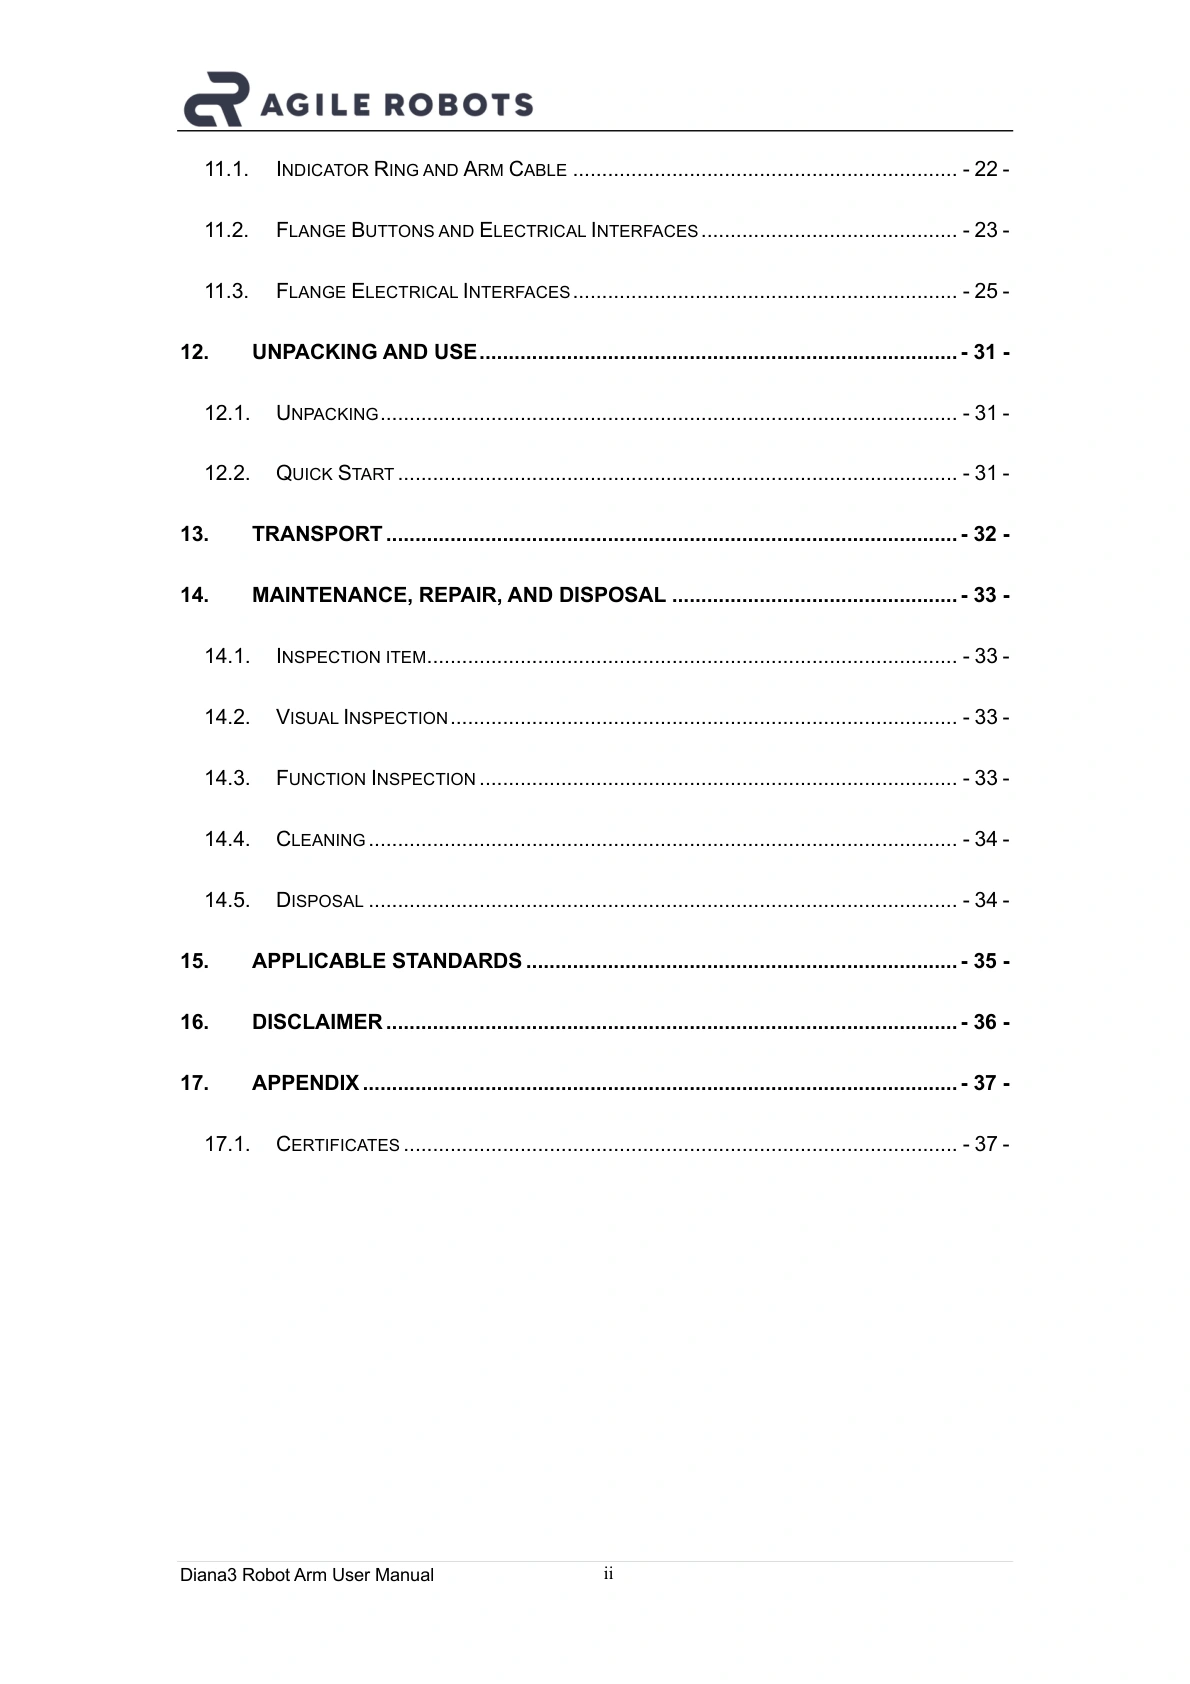 AGILE ROBOTS
11.1. INDICATOR RING AND ARM CABLE .................................................................. - 22 -
11.2. FLANGE BUTTONS AND ELECTRICAL INTERFACES ............................................ - 23 -
11.3. FLANGE ELECTRICAL INTERFACES .................................................................. - 25 -
12. UNPACKING AND USE .................................................................................. - 31 -
12.1. UNPACKING ................................................................................................... - 31 -
12.2. QUICK START ................................................................................................ - 31 -
13. TRANSPORT .................................................................................................. - 32 -
14. MAINTENANCE, REPAIR, AND DISPOSAL ................................................. - 33 -
14.1. INSPECTION ITEM ........................................................................................... - 33 -
14.2. VISUAL INSPECTION ....................................................................................... - 33 -
14.3. FUNCTION INSPECTION .................................................................................. - 33 -
14.4. CLEANING ..................................................................................................... - 34 -
14.5. DISPOSAL ..................................................................................................... - 34 -
15. APPLICABLE STANDARDS .......................................................................... - 35 -
16. DISCLAIMER .................................................................................................. - 36 -
17. APPENDIX ...................................................................................................... - 37 -
17.1. CERTIFICATES ............................................................................................... - 37 -
Diana3 Robot Arm User Manual ii